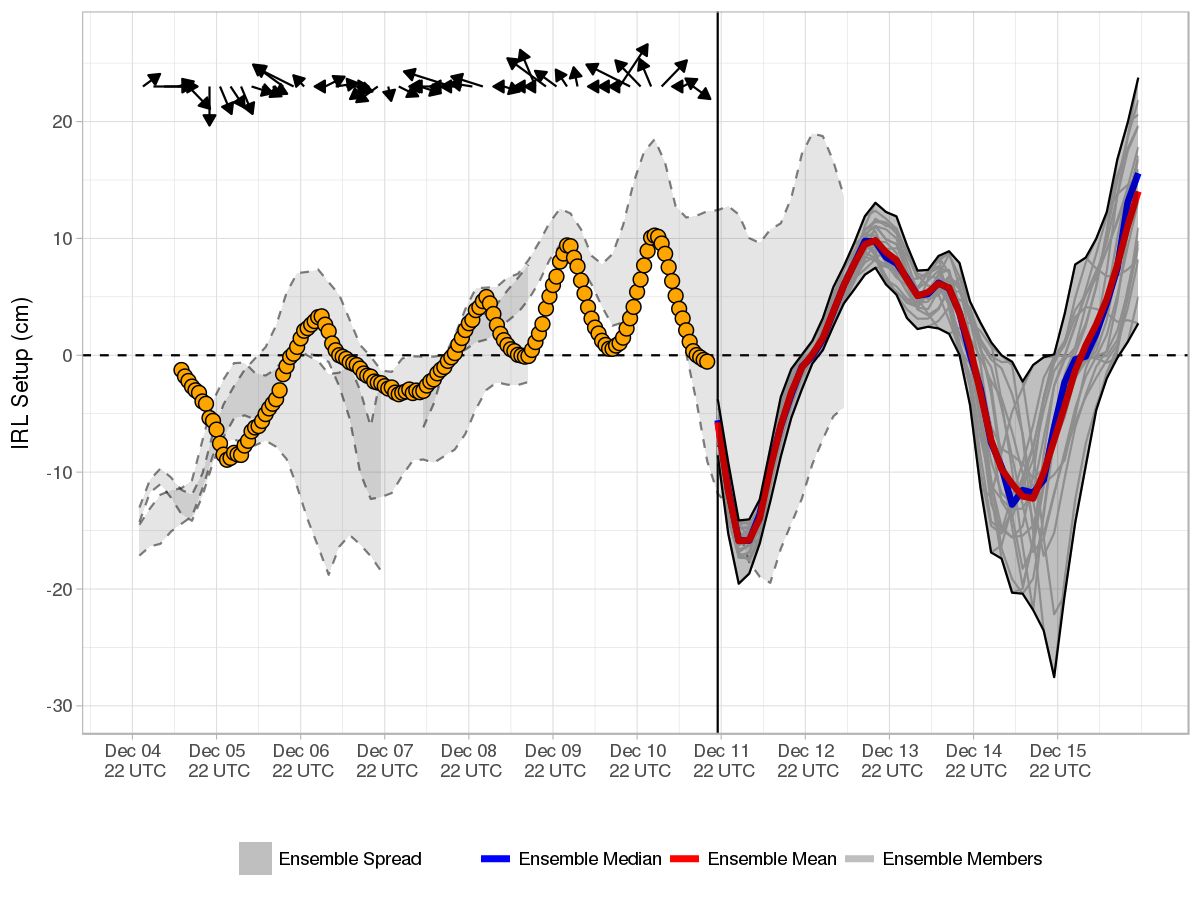 IRL Setup (cm)
20
10
0
-10
-20
-30
Dec 04 Dec 05 Dec 06 Dec 07 Dec 08 Dec 09 Dec 10 Dec 11 Dec 12 Dec 13 Dec 14 Dec 15
22 UTC 22 UTC 22 UTC 22 UTC 22 UTC 22 UTC 22 UTC 22 UTC 22 UTC 22 UTC 22 UTC 22 UTC
Ensemble Spread Ensemble Median Ensemble Mean Ensemble Members